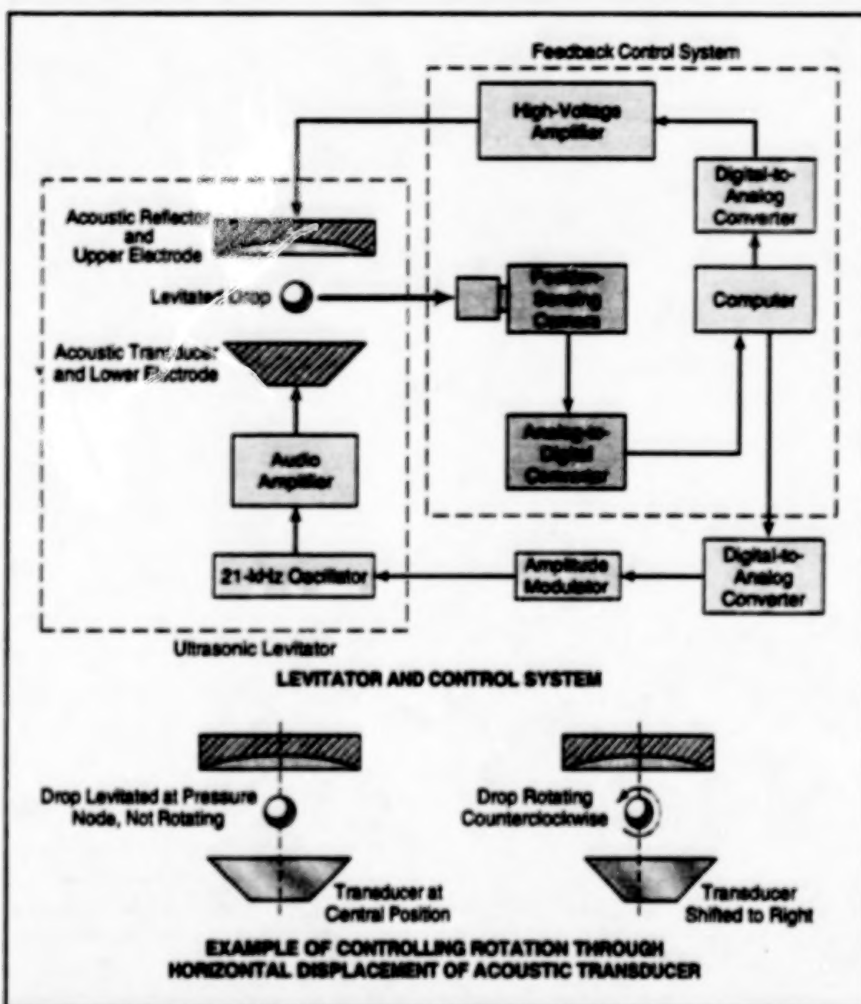 Feedback Control System
High-Voltage
Amplifier
Digital-to-
Analog
Converter
Acoustic Reflector
and
Upper Electrode
Levitated Drop
Position-
Sensing
Camera
Computer
Acoustic Transducer
and Lower Electrode
Audio
Amplifier
Analog-to-
Digital
Converter
21-kHz Oscillator
Amplitude
Modulator
Digital-to-
Analog
Converter
Ultrasonic Levitator
LEVITATOR AND CONTROL SYSTEM
Drop Levitated at Pressure
Node, Not Rotating
Transducer at
Central Position
Drop Rotating
Counterclockwise
Transducer
Shifted to Right
EXAMPLE OF CONTROLLING ROTATION THROUGH
HORIZONTAL DISPLACEMENT OF ACOUSTIC TRANSDUCER